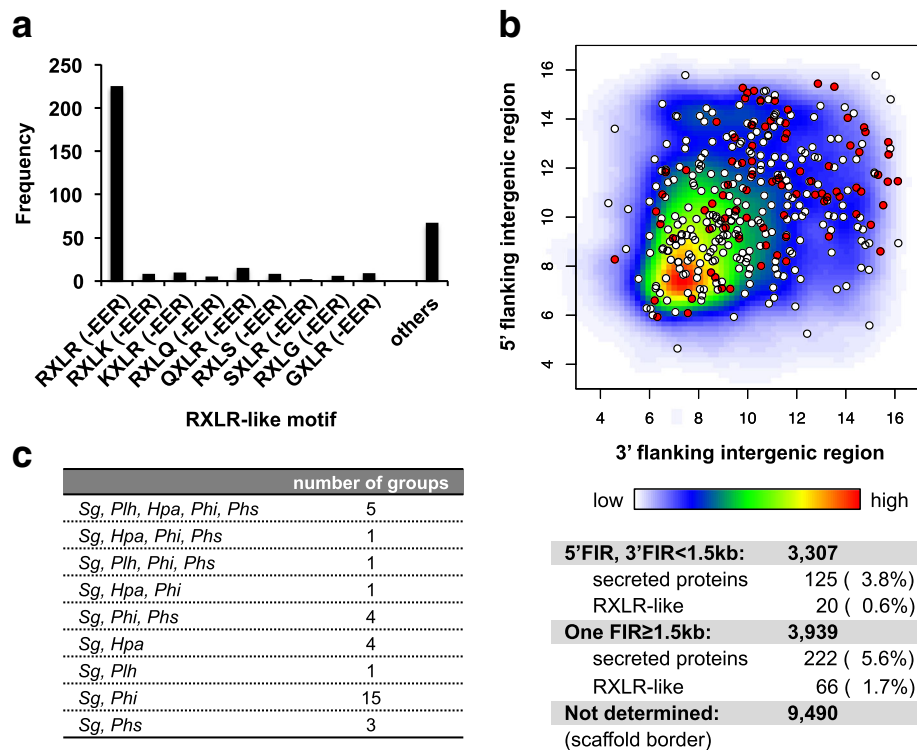 a
250
200
150
100
50
0
Frequency
RXLR (-EER)
RXLK (-EER)
KXLR (-EER)
RXLQ (-EER)
QXLR (-EER)
RXLS (-EER)
SXLR (-EER)
RXLG (-EER)
GXLR (-EER)
others
RXLR-like motif
b
16
14
12
10
8
6
4
5’ flanking intergenic region
4 6 8 10 12 14 16
3’ flanking intergenic region
low high
5’FIR, 3’FIR<1.5kb: 3,307
secreted proteins 125 ( 3.8%)
RXLR-like 20 ( 0.6%)
One FIR≥1.5kb: 3,939
secreted proteins 222 ( 5.6%)
RXLR-like 66 ( 1.7%)
Not determined: 9,490
(scaffold border)
c
number of groups
Sg, Plh, Hpa, Phi, Phs 5
Sg, Hpa, Phi, Phs 1
Sg, Plh, Phi, Phs 1
Sg, Hpa, Phi 1
Sg, Phi, Phs 4
Sg, Hpa 4
Sg, Plh 1
Sg, Phi 15
Sg, Phs 3